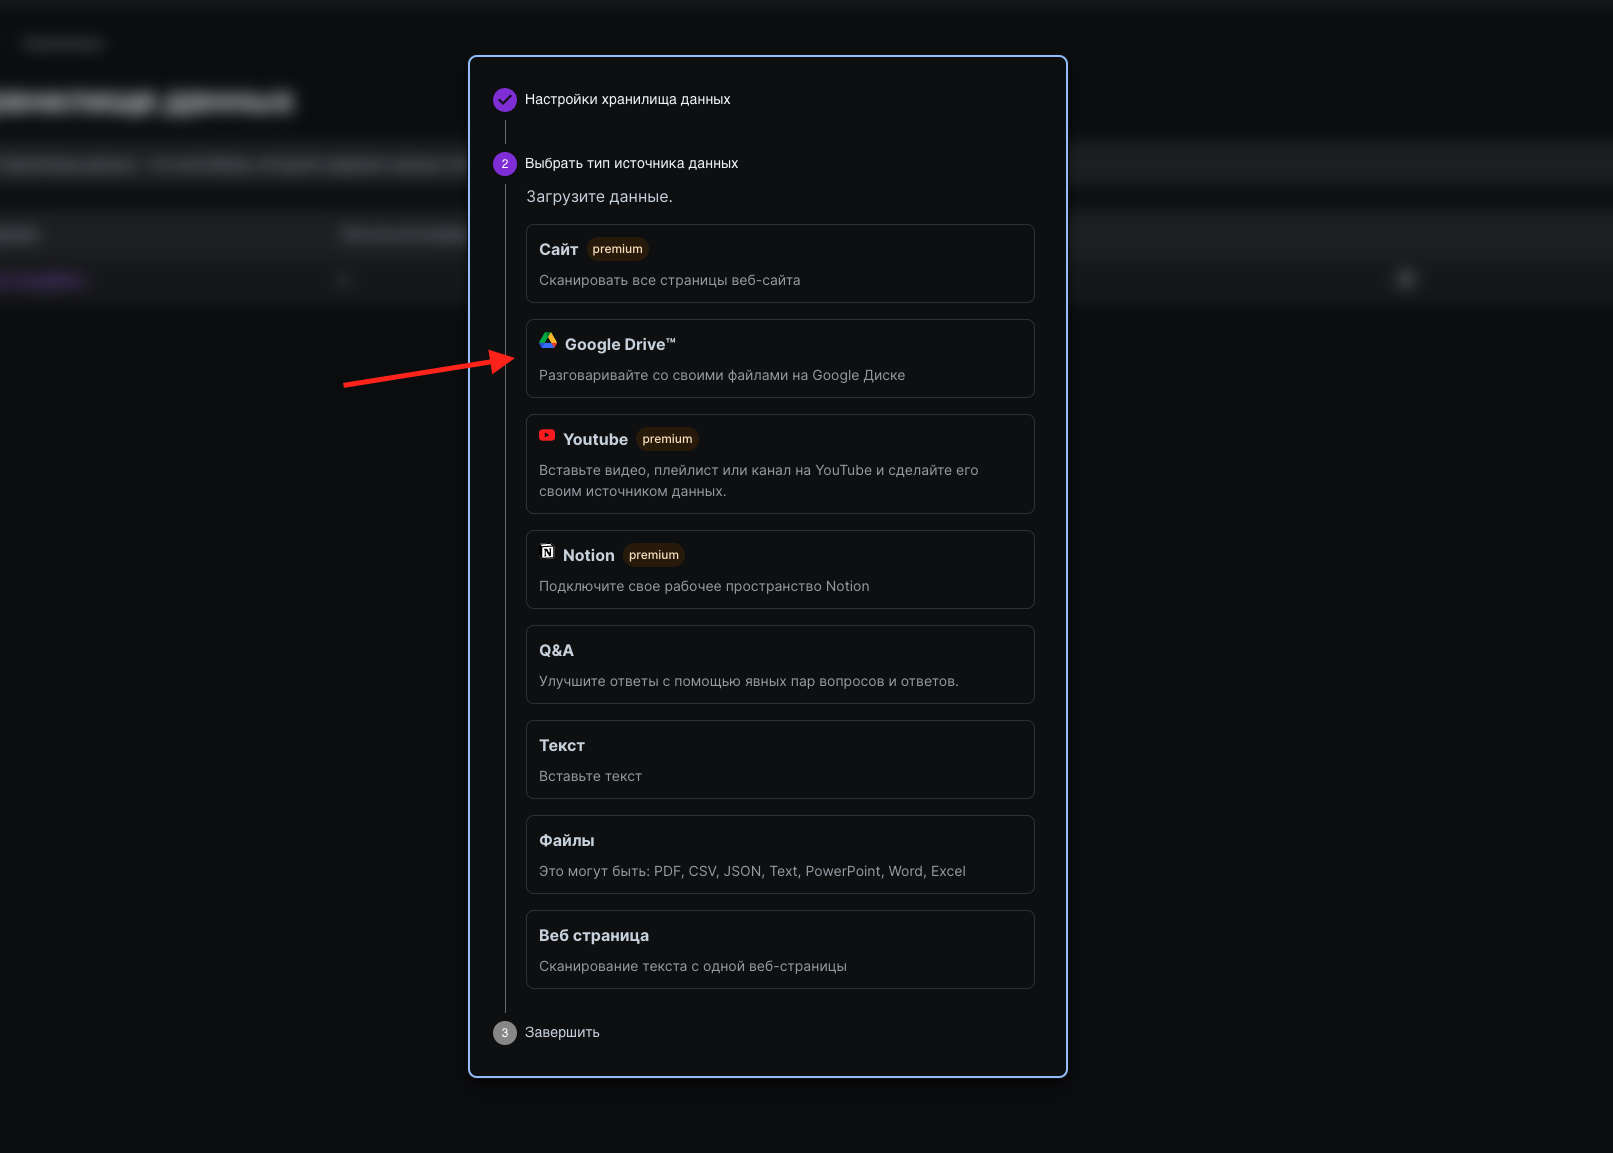 Настройки хранилища данных
2 Выбрать тип источника данных
Загрузите данные.
Сайт premium
Сканировать все страницы веб-сайта
Google Drive™
Разговаривайте со своими файлами на Google Диске
Youtube premium
Вставьте видео, плейлист или канал на YouTube и сделайте его
своим источником данных.
Notion premium
Подключите свое рабочее пространство Notion
Q&A
Улучшите ответы с помощью явных пар вопросов и ответов.
Текст
Вставьте текст
Файлы
Это могут быть: PDF, CSV, JSON, Text, PowerPoint, Word, Excel
Веб страница
Сканирование текста с одной веб-страницы
3 Завершить